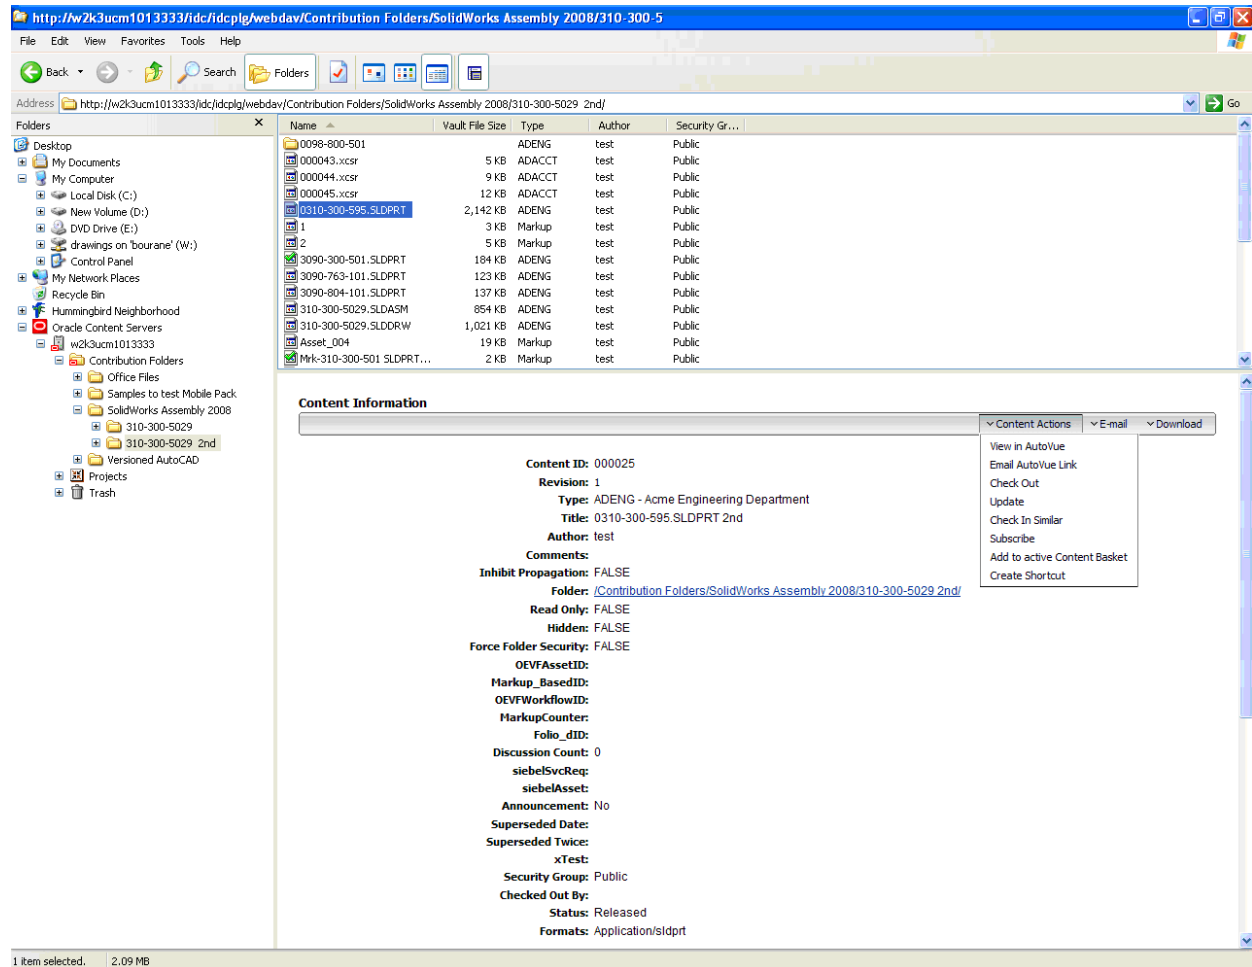 http://w2k3ucm1013333/idc/idcplg/webdav/Contribution Folders/SolidWorks Assembly 2008/310-300-5
File Edit View Favorites Tools Help
Back Search Folders
Address http://w2k3ucm1013333/idc/idcplg/webdav/Contribution Folders/SolidWorks Assembly 2008/310-300-5029 2nd/ Go
Folders
Desktop
My Documents
My Computer
Local Disk (C:)
New Volume (D:)
DVD Drive (E:)
drawings on 'bourane' (W:)
Control Panel
My Network Places
Recycle Bin
Hummingbird Neighborhood
Oracle Content Servers
w2k3ucm1013333
Contribution Folders
Office Files
Samples to test Mobile Pack
SolidWorks Assembly 2008
310-300-5029
310-300-5029 2nd
Versioned AutoCAD
Projects
Trash
Name Vault File Size Type Author Security Gr...
0098-800-501 ADENG test Public
000043.xcsr 5 KB ADACCT test Public
000044.xcsr 9 KB ADACCT test Public
000045.xcsr 12 KB ADACCT test Public
0310-300-595.SLDPRT 2,142 KB ADENG test Public
1 3 KB Markup test Public
2 5 KB Markup test Public
3090-300-501.SLDPRT 184 KB ADENG test Public
3090-763-101.SLDPRT 123 KB ADENG test Public
3090-804-101.SLDPRT 137 KB ADENG test Public
310-300-5029.SLDASM 854 KB ADENG test Public
310-300-5029.SLDDRW 1,021 KB ADENG test Public
Asset_004 19 KB Markup test Public
Mrk-310-300-501 SLDPRT... 2 KB Markup test Public
Content Information
Content Actions E-mail Download
View in AutoVue
Email AutoVue Link
Check Out
Update
Check In Similar
Subscribe
Add to active Content Basket
Create Shortcut
Content ID: 000025
Revision: 1
Type: ADENG - Acme Engineering Department
Title: 0310-300-595.SLDPRT 2nd
Author: test
Comments:
Inhibit Propagation: FALSE
Folder: /Contribution Folders/SolidWorks Assembly 2008/310-300-5029 2nd/
Read Only: FALSE
Hidden: FALSE
Force Folder Security: FALSE
OEVFAssetID:
Markup_BasedID:
OEVFWorkflowID:
MarkupCounter:
Folio_dID:
Discussion Count: 0
siebelSvcReq:
siebelAsset:
Announcement: No
Superseded Date:
Superseded Twice:
xTest:
Security Group: Public
Checked Out By:
Status: Released
Formats: Application/sldprt
1 item selected. 2.09 MB